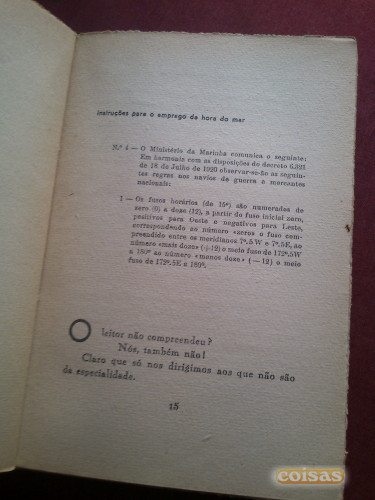 instruções para o emprego da hora do mar
N.º 4 — O Ministério da Marinha comunica o seguinte:
Em harmonia com as disposições do decreto 6.821
de 18 de Julho de 1920 observar-se-ão as seguin-
tes regras nos navios de guerra e mercantes
nacionais:
1 — Os fusos horários (de 15º) são numerados de
zero (0) a doze (12), a partir do fuso inicial zero,
positivos para Oeste e negativos para Leste,
correspondendo ao número «zero» o fuso com-
preendido entre os meridianos 7º.5 W e 7º.5E, ao
número «mais doze» (+12) o meio fuso de 172º.5W
a 180º ao número «menos doze» (—12) o meio
fuso de 172º.5E a 180º.
O leitor não compreendeu?
Nós, também não!
Claro que só nos dirigimos aos que não são
da especialidade.
15
coisas